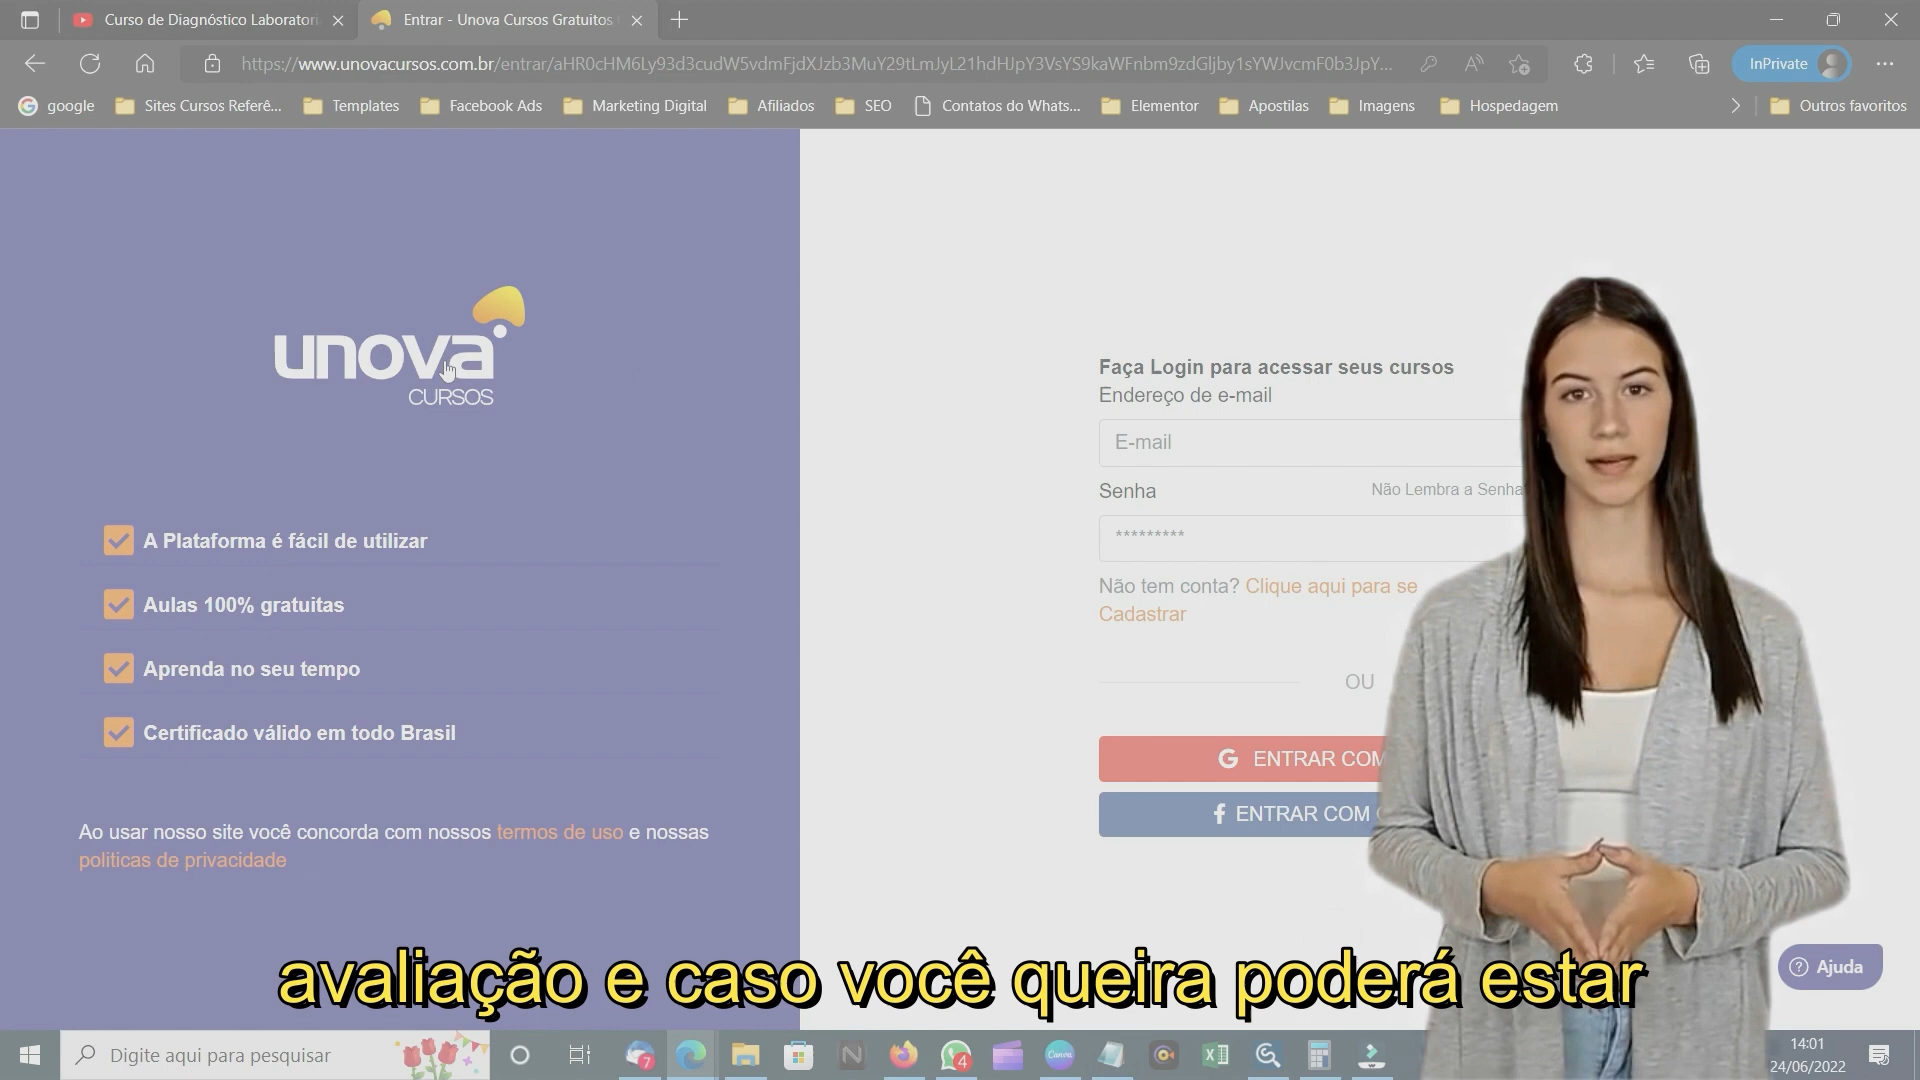 Curso de Diagnóstico Laboratori
Entrar - Unova Cursos Gratuitos
https://www.unovacursos.com.br/entrar/
InPrivate
google
Sites Cursos Referê...
Templates
Facebook Ads
Marketing Digital
Afiliados
SEO
Contatos do Whats...
Elementor
Apostilas
Imagens
Hospedagem
Outros favoritos
unova
CURSOS
A Plataforma é fácil de utilizar
Aulas 100% gratuitas
Aprenda no seu tempo
Certificado válido em todo Brasil
Ao usar nosso site você concorda com nossos termos de uso e nossas
politicas de privacidade
Faça Login para acessar seus cursos
Endereço de e-mail
E-mail
Senha
Não Lembra a Senha
*********
Não tem conta? Clique aqui para se
Cadastrar
OU
G ENTRAR COM
f ENTRAR COM
Ajuda
avaliação e caso você queira poderá estar
Digite aqui para pesquisar
7
4
Canva
14:01
24/06/2022